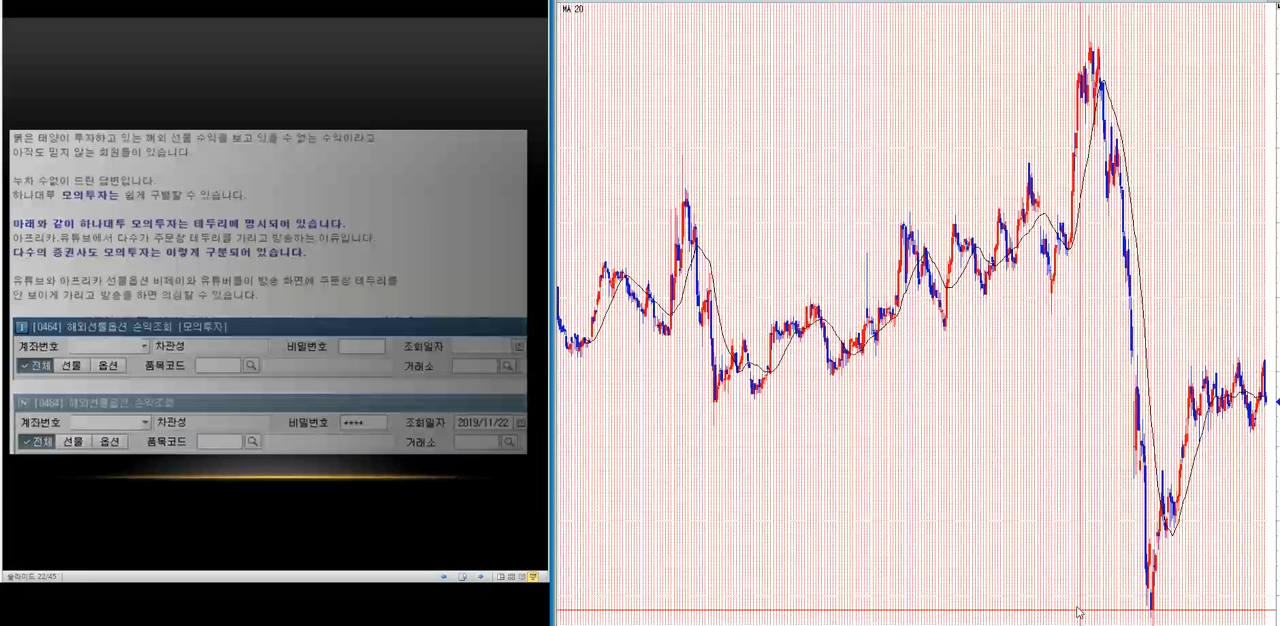 붉은 태양이 투자하고 있는 해외 선물 수익률 보고 있을 수 없는 수익이라고
아직도 믿지 않는 회원들이 있습니다.
누차 수없이 드린 답변입니다.
하나대투 모의투자는 쉽게 구별할 수 있습니다.
아래와 같이 하나대투 모의투자는 테두리에 명시되어 있습니다.
아프리카,유튜브에서 다수가 주문창 테두리를 가리고 방송하는 이유입니다.
다수의 증권사도 모의투자는 이렇게 구분되어 있습니다.
유튜브와 아프리카 선물옵션 비제이와 유튜버들이 방송 화면에 주문창 테두리를
안 보이게 가리고 방송을 하면 의심할 수 있습니다.
[0464] 해외선물옵션 손익조회 [모의투자]
계좌번호 차관성 비밀번호 조회일자
전체 선물 옵션 품목코드 거래소
[0464] 해외선물옵션 손익조회
계좌번호 차관성 비밀번호 **** 조회일자 2019/11/22
전체 선물 옵션 품목코드 거래소
슬라이드 22/45
MA 20